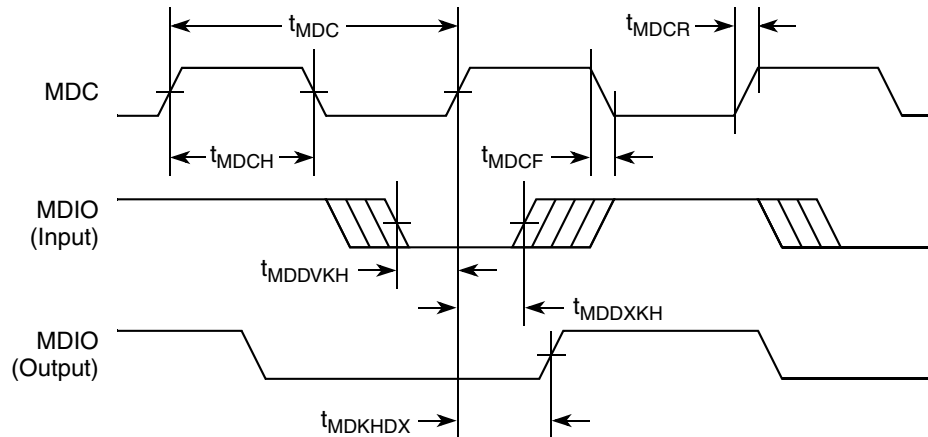 tMDC
tMDCR
MDC
tMDCH
tMDCF
MDIO
(Input)
tMDDVKH
tMDDXKH
MDIO
(Output)
tMDKHDX